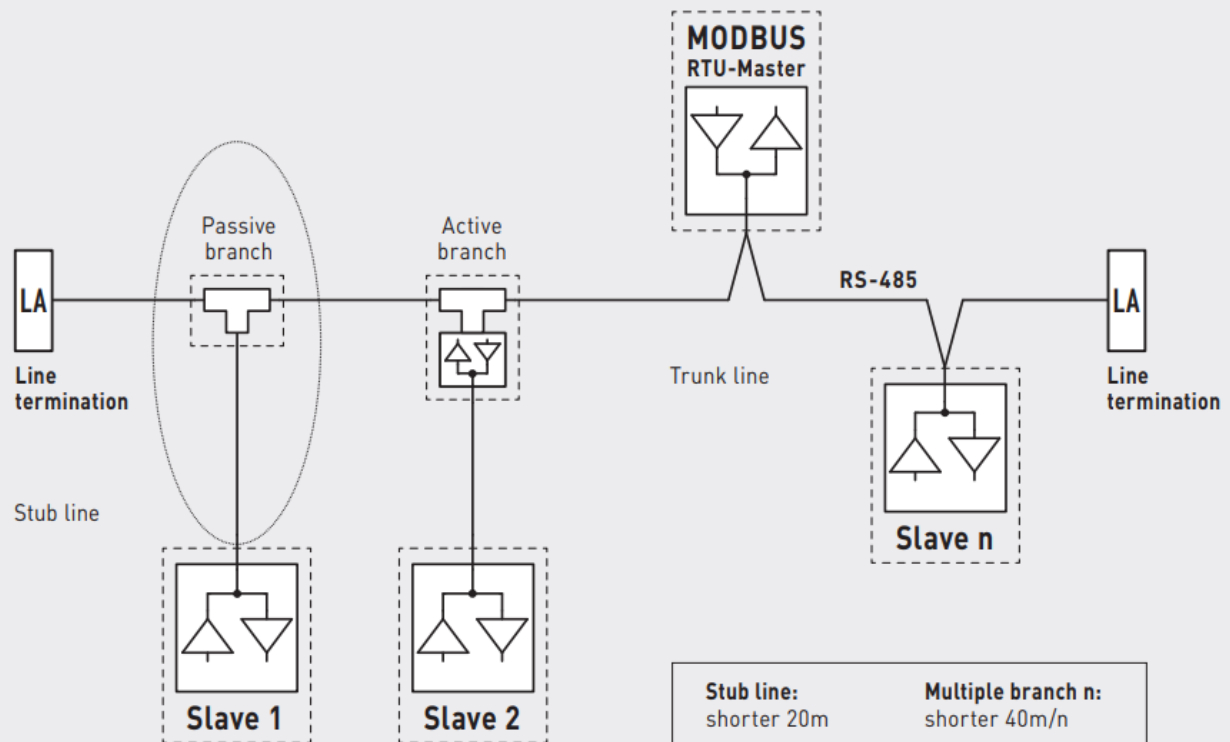 MODBUS
RTU-Master
Passive
branch
Active
branch
LA
RS-485
LA
Line
termination
Trunk line
Line
termination
Stub line
Slave n
Slave 1
Slave 2
Stub line:
shorter 20m
Multiple branch n:
shorter 40m/n